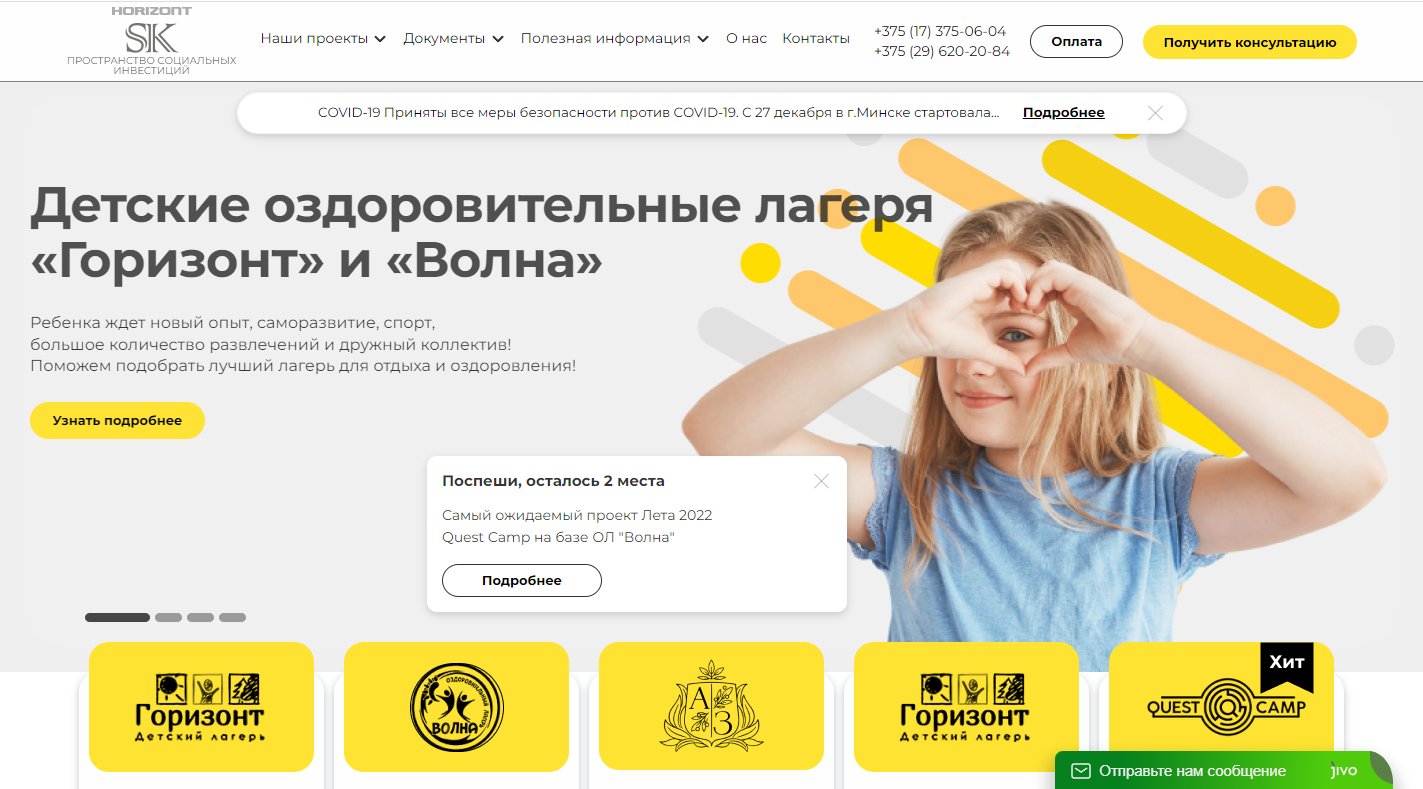 HORIZONT
SK
ПРОСТРАНСТВО СОЦИАЛЬНЫХ
ИНВЕСТИЦИЙ
Наши проекты
Документы
Полезная информация
О нас
Контакты
+375 (17) 375-06-04
+375 (29) 620-20-84
Оплата
Получить консультацию
COVID-19 Приняты все меры безопасности против COVID-19. С 27 декабря в г.Минске стартовала...
Подробнее
Детские оздоровительные лагеря
«Горизонт» и «Волна»
Ребенка ждет новый опыт, саморазвитие, спорт,
большое количество развлечений и дружный коллектив!
Поможем подобрать лучший лагерь для отдыха и оздоровления!
Узнать подробнее
Поспеши, осталось 2 места
Самый ожидаемый проект Лета 2022
Quest Camp на базе ОЛ "Волна"
Подробнее
Горизонт
Детский лагерь
оздоровительный лагерь
ВОЛНА
АЗ
Горизонт
Детский лагерь
Хит
QUEST CAMP
Отправьте нам сообщение
jivo